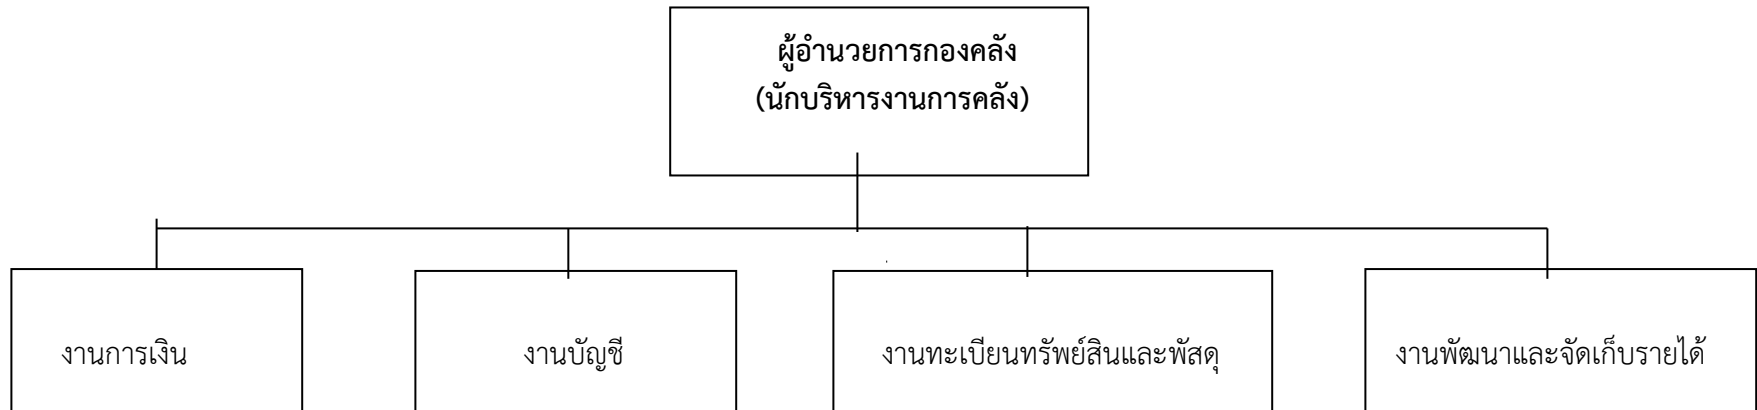 ผู้อำนวยการกองคลัง
(นักบริหารงานการคลัง)
งานการเงิน
งานบัญชี
งานทะเบียนทรัพย์สินและพัสดุ
งานพัฒนาและจัดเก็บรายได้